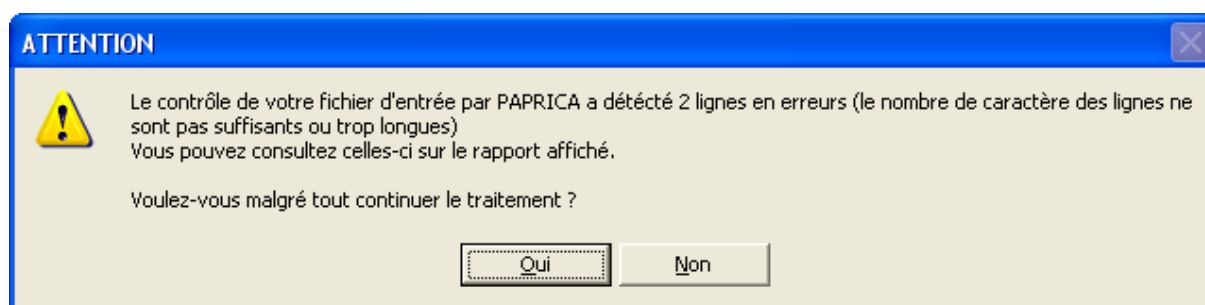 ATTENTION
Le contrôle de votre fichier d'entrée par PAPRICA a détécté 2 lignes en erreurs (le nombre de caractère des lignes ne
sont pas suffisants ou trop longues)
Vous pouvez consultez celles-ci sur le rapport affiché.
Voulez-vous malgré tout continuer le traitement ?
Oui
Non